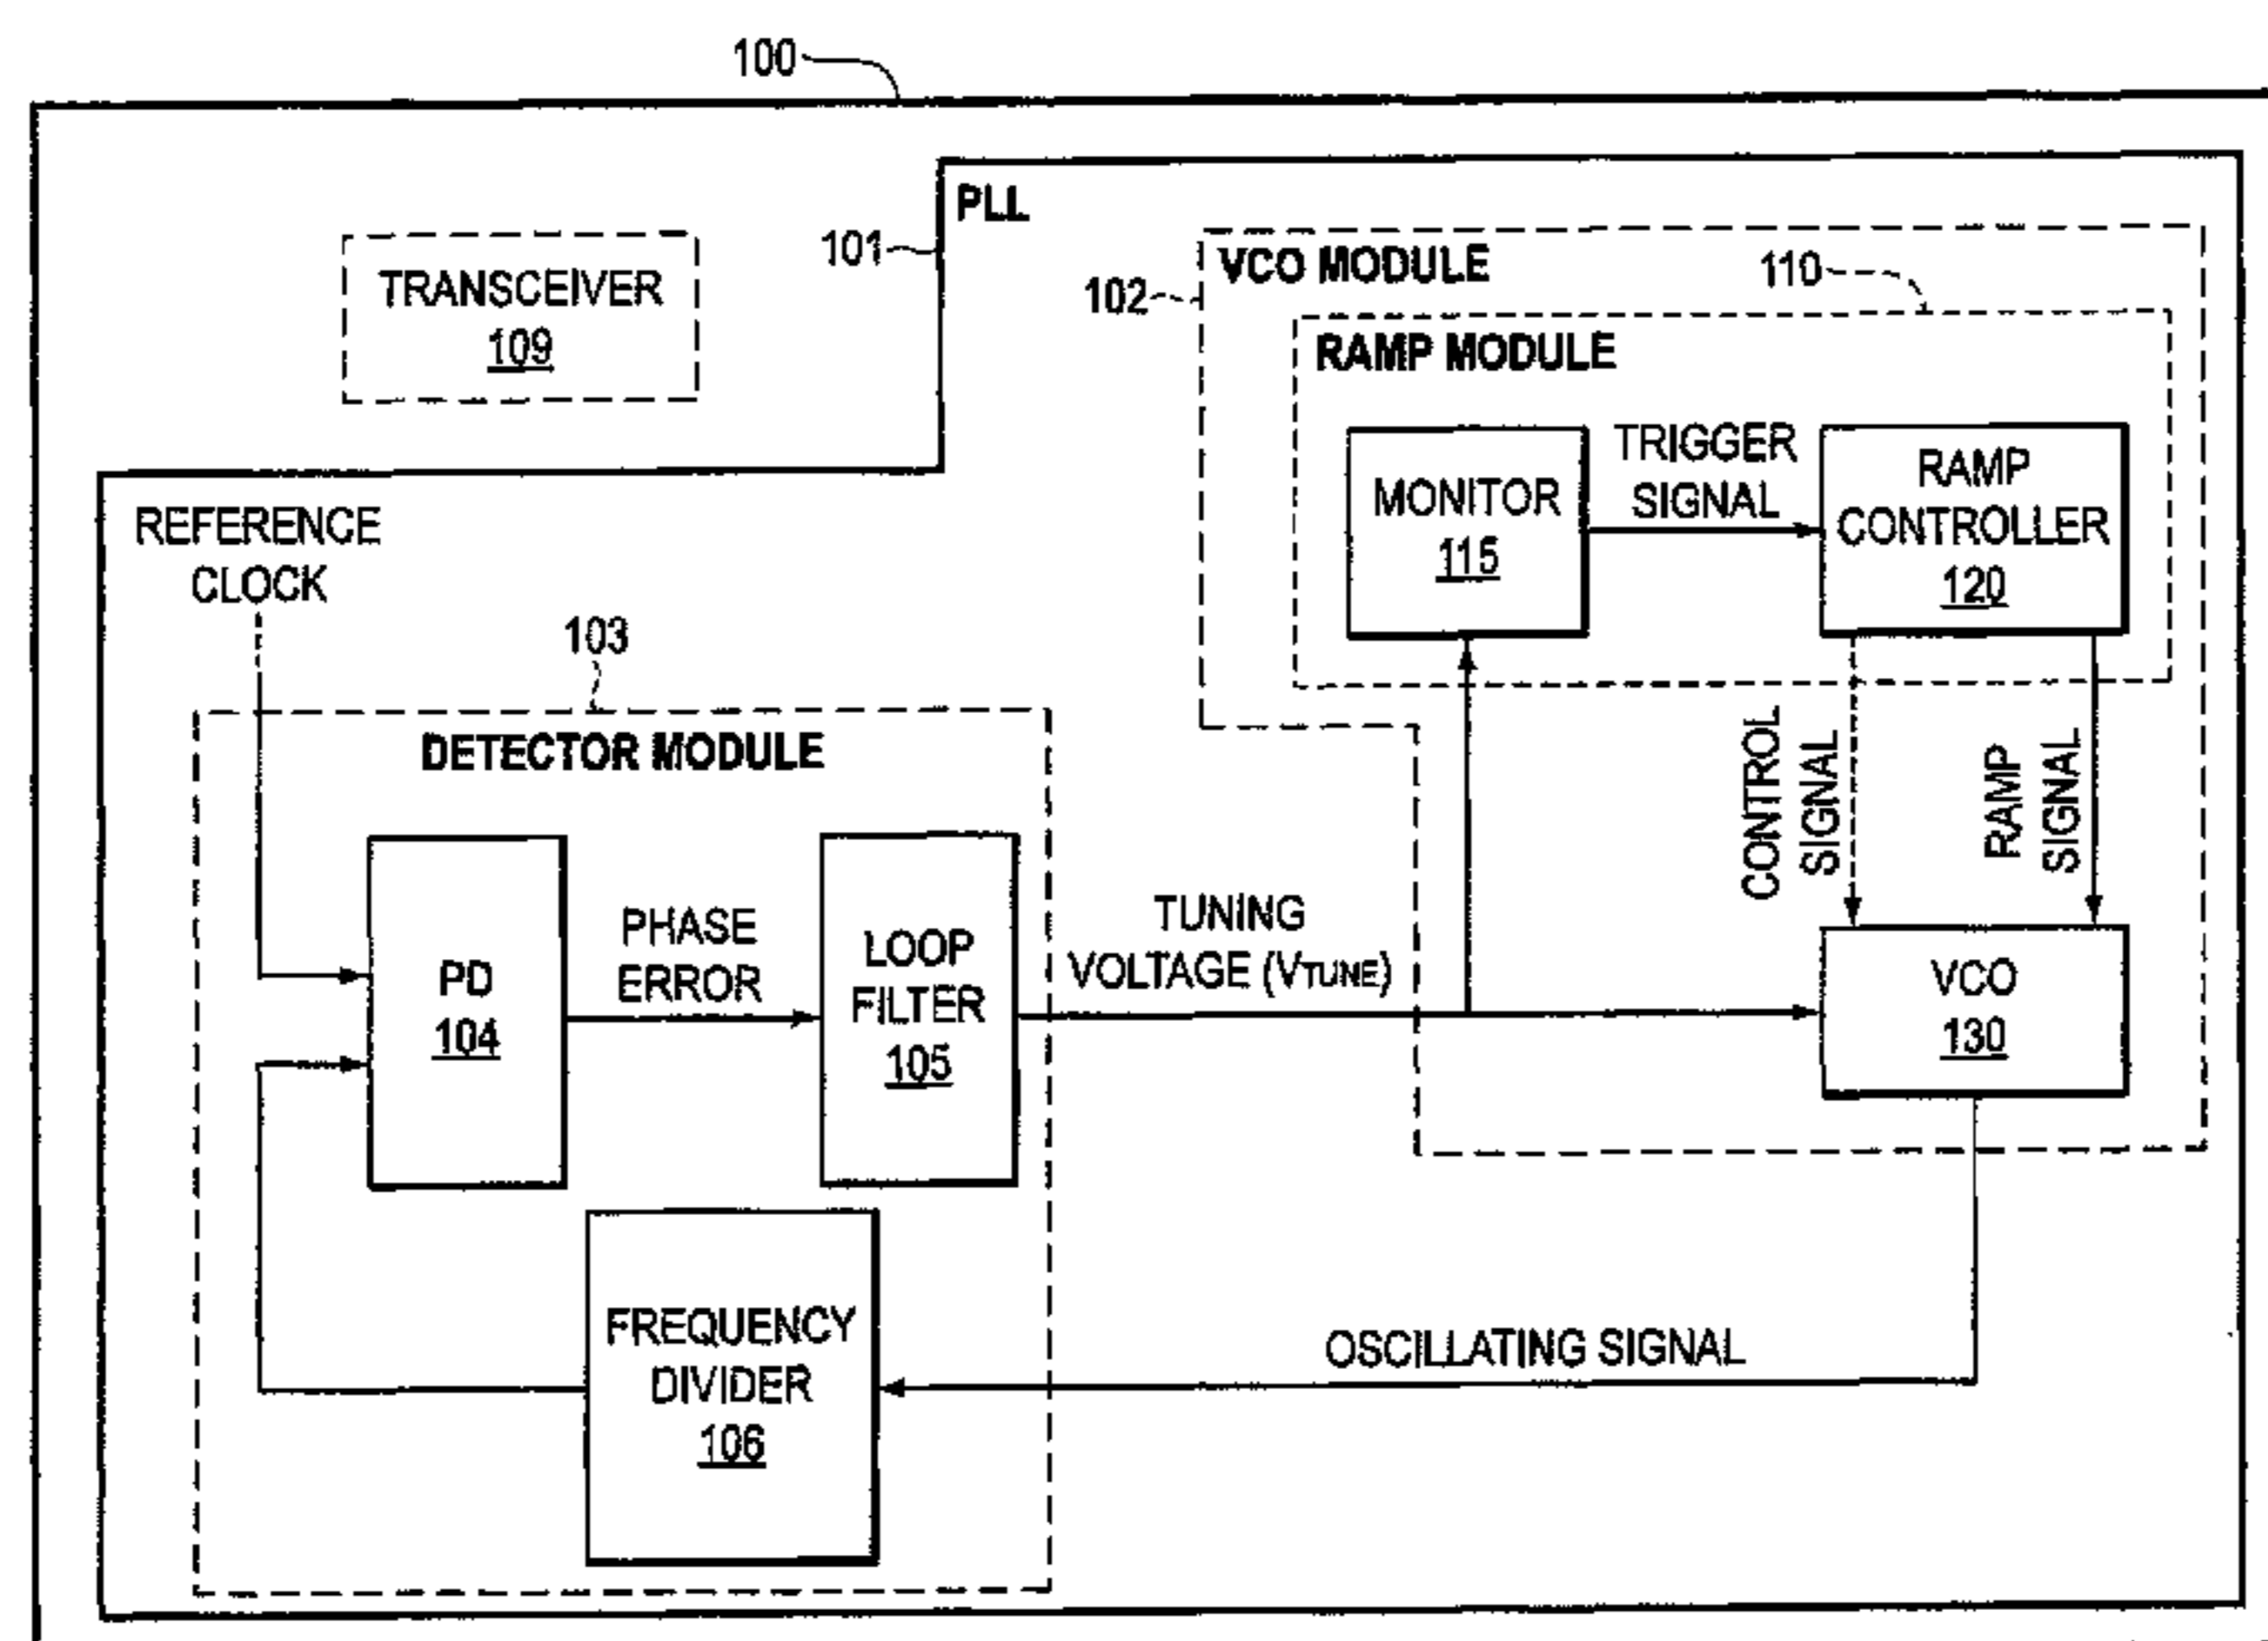 100
PLL
101
TRANSCEIVER
109
VCO MODULE
102
110
RAMP MODULE
MONITOR
115
TRIGGER
SIGNAL
RAMP
CONTROLLER
120
REFERENCE
CLOCK
103
DETECTOR MODULE
CONTROL
SIGNAL
RAMP
SIGNAL
PD
104
PHASE
ERROR
LOOP
FILTER
105
TUNING
VOLTAGE (VTUNE)
VCO
130
FREQUENCY
DIVIDER
106
OSCILLATING SIGNAL